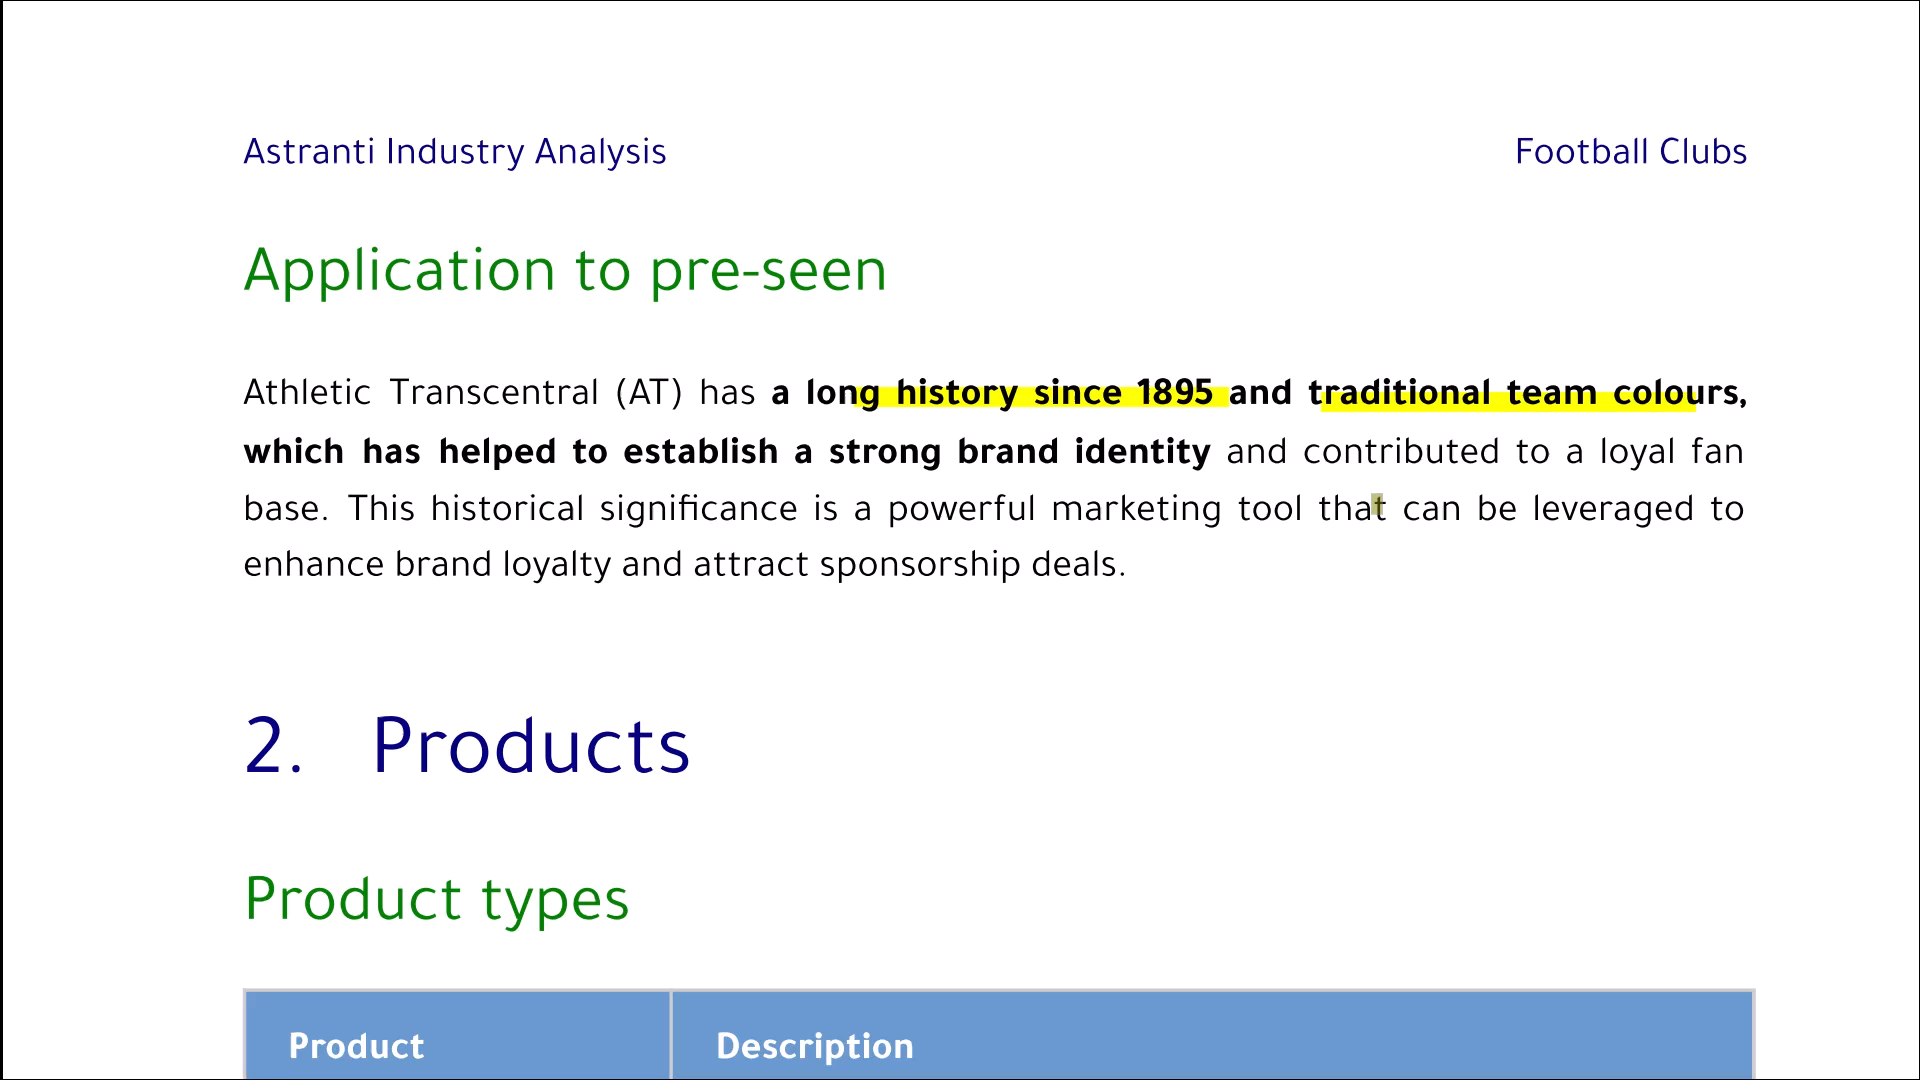 Astranti Industry Analysis Football Clubs
Application to pre-seen
Athletic Transcentral (AT) has a long history since 1895 and traditional team colours,
which has helped to establish a strong brand identity and contributed to a loyal fan
base. This historical significance is a powerful marketing tool that can be leveraged to
enhance brand loyalty and attract sponsorship deals.
2. Products
Product types
Product Description